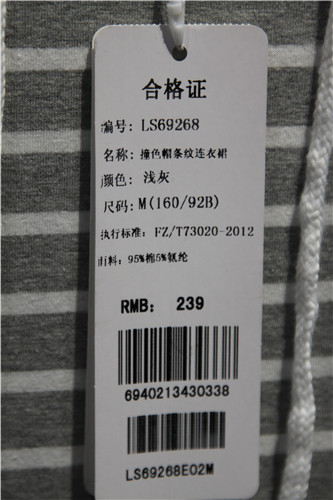 合格证
编号: LS69268
名称: 撞色帽条纹连衣裙
颜色: 浅灰
尺码: M(160/92B)
执行标准: FZ/T73020-2012
面料: 95%棉5%氨纶
RMB: 239
6940213430338
LS69268E02M